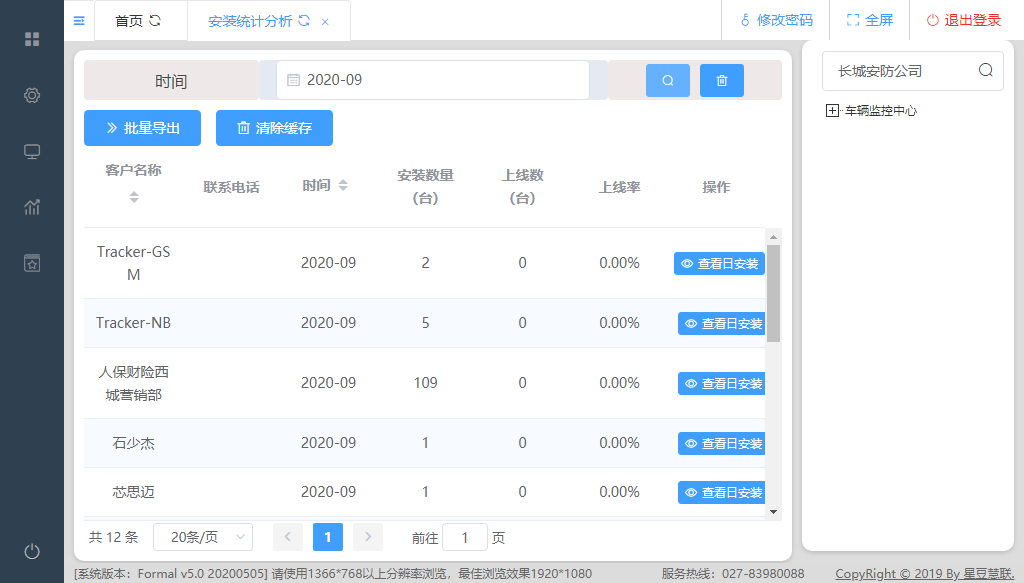 首页 安装统计分析 × 修改密码 全屏 退出登录
时间 2020-09
批量导出 清除缓存
长城安防公司
车辆监控中心
客户名称 联系电话 时间 安装数量(台) 上线数(台) 上线率 操作
Tracker-GSM 2020-09 2 0 0.00% 查看日安装
Tracker-NB 2020-09 5 0 0.00% 查看日安装
人保财险西城营销部 2020-09 109 0 0.00% 查看日安装
石少杰 2020-09 1 0 0.00% 查看日安装
芯思迈 2020-09 1 0 0.00% 查看日安装
共 12 条 20条/页 1 前往 1 页
[系统版本：Formal v5.0 20200505] 请使用1366*768以上分辨率浏览，最佳浏览效果1920*1080 服务热线：027-83980088 CopyRight © 2019 By 星豆慧联.